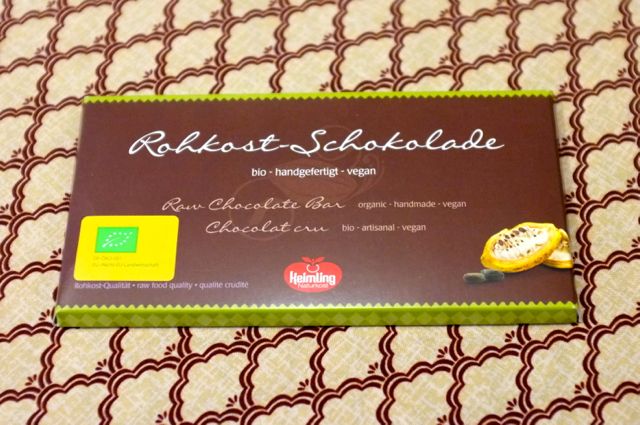 Rohkost-Schokolade
bio - handgefertigt - vegan
Raw Chocolate Bar organic - handmade - vegan
Chocolat cru bio - artisanal - vegan
Keimling
Naturkost
Rohkost-Qualität • raw food quality • qualité crudité